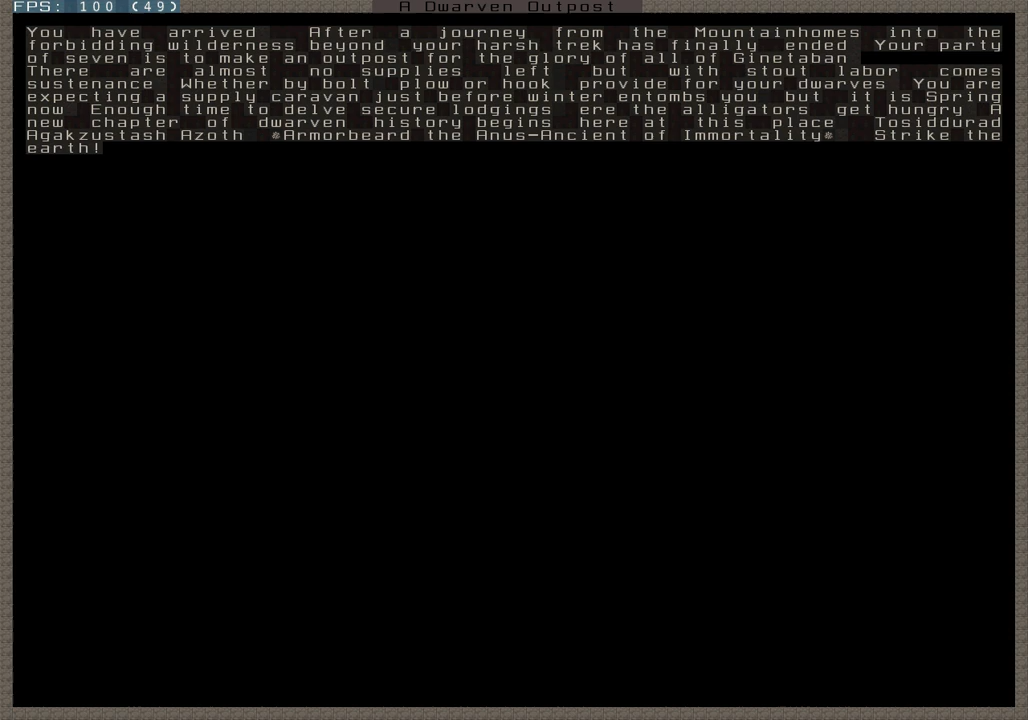 FPS: 100 (49)
A Dwarven Outpost
You have arrived After a journey from the Mountainhomes into the
forbidding wilderness beyond your harsh trek has finally ended Your party
of seven is to make an outpost for the glory of all of Ginetaban
There are almost no supplies left but with stout labor comes
sustenance Whether by bolt plow or hook provide for your dwarves You are
expecting a supply caravan just before winter entombs you but it is Spring
now Enough time to delve secure lodgings ere the alligators get hungry A
new chapter of dwarven history begins here at this place Tosiddurad
Agakzustash Azoth *Armorbeard the Anus-Ancient of Immortality* Strike the
earth!